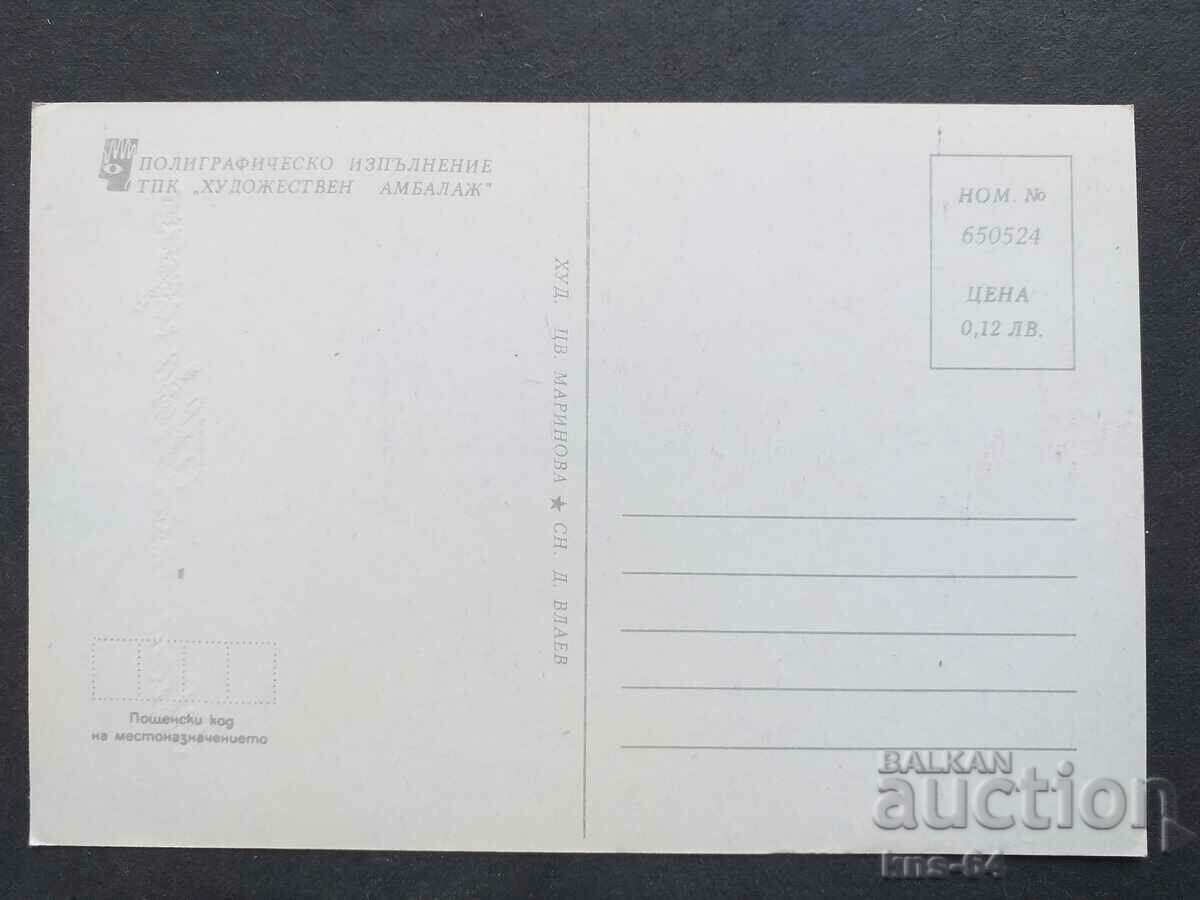 ПОЛИГРАФИЧЕСКО ИЗПЪЛНЕНИЕ
ТПК „ХУДОЖЕСТВЕН АМБАЛАЖ"
ХУД. ЦВ. МАРИНОВА ★ СН. Д. ВЛАЕВ
НОМ. №
650524
ЦЕНА
0,12 ЛВ.
Пощенски код
на местоназначението
BALKAN
auction
kns-64